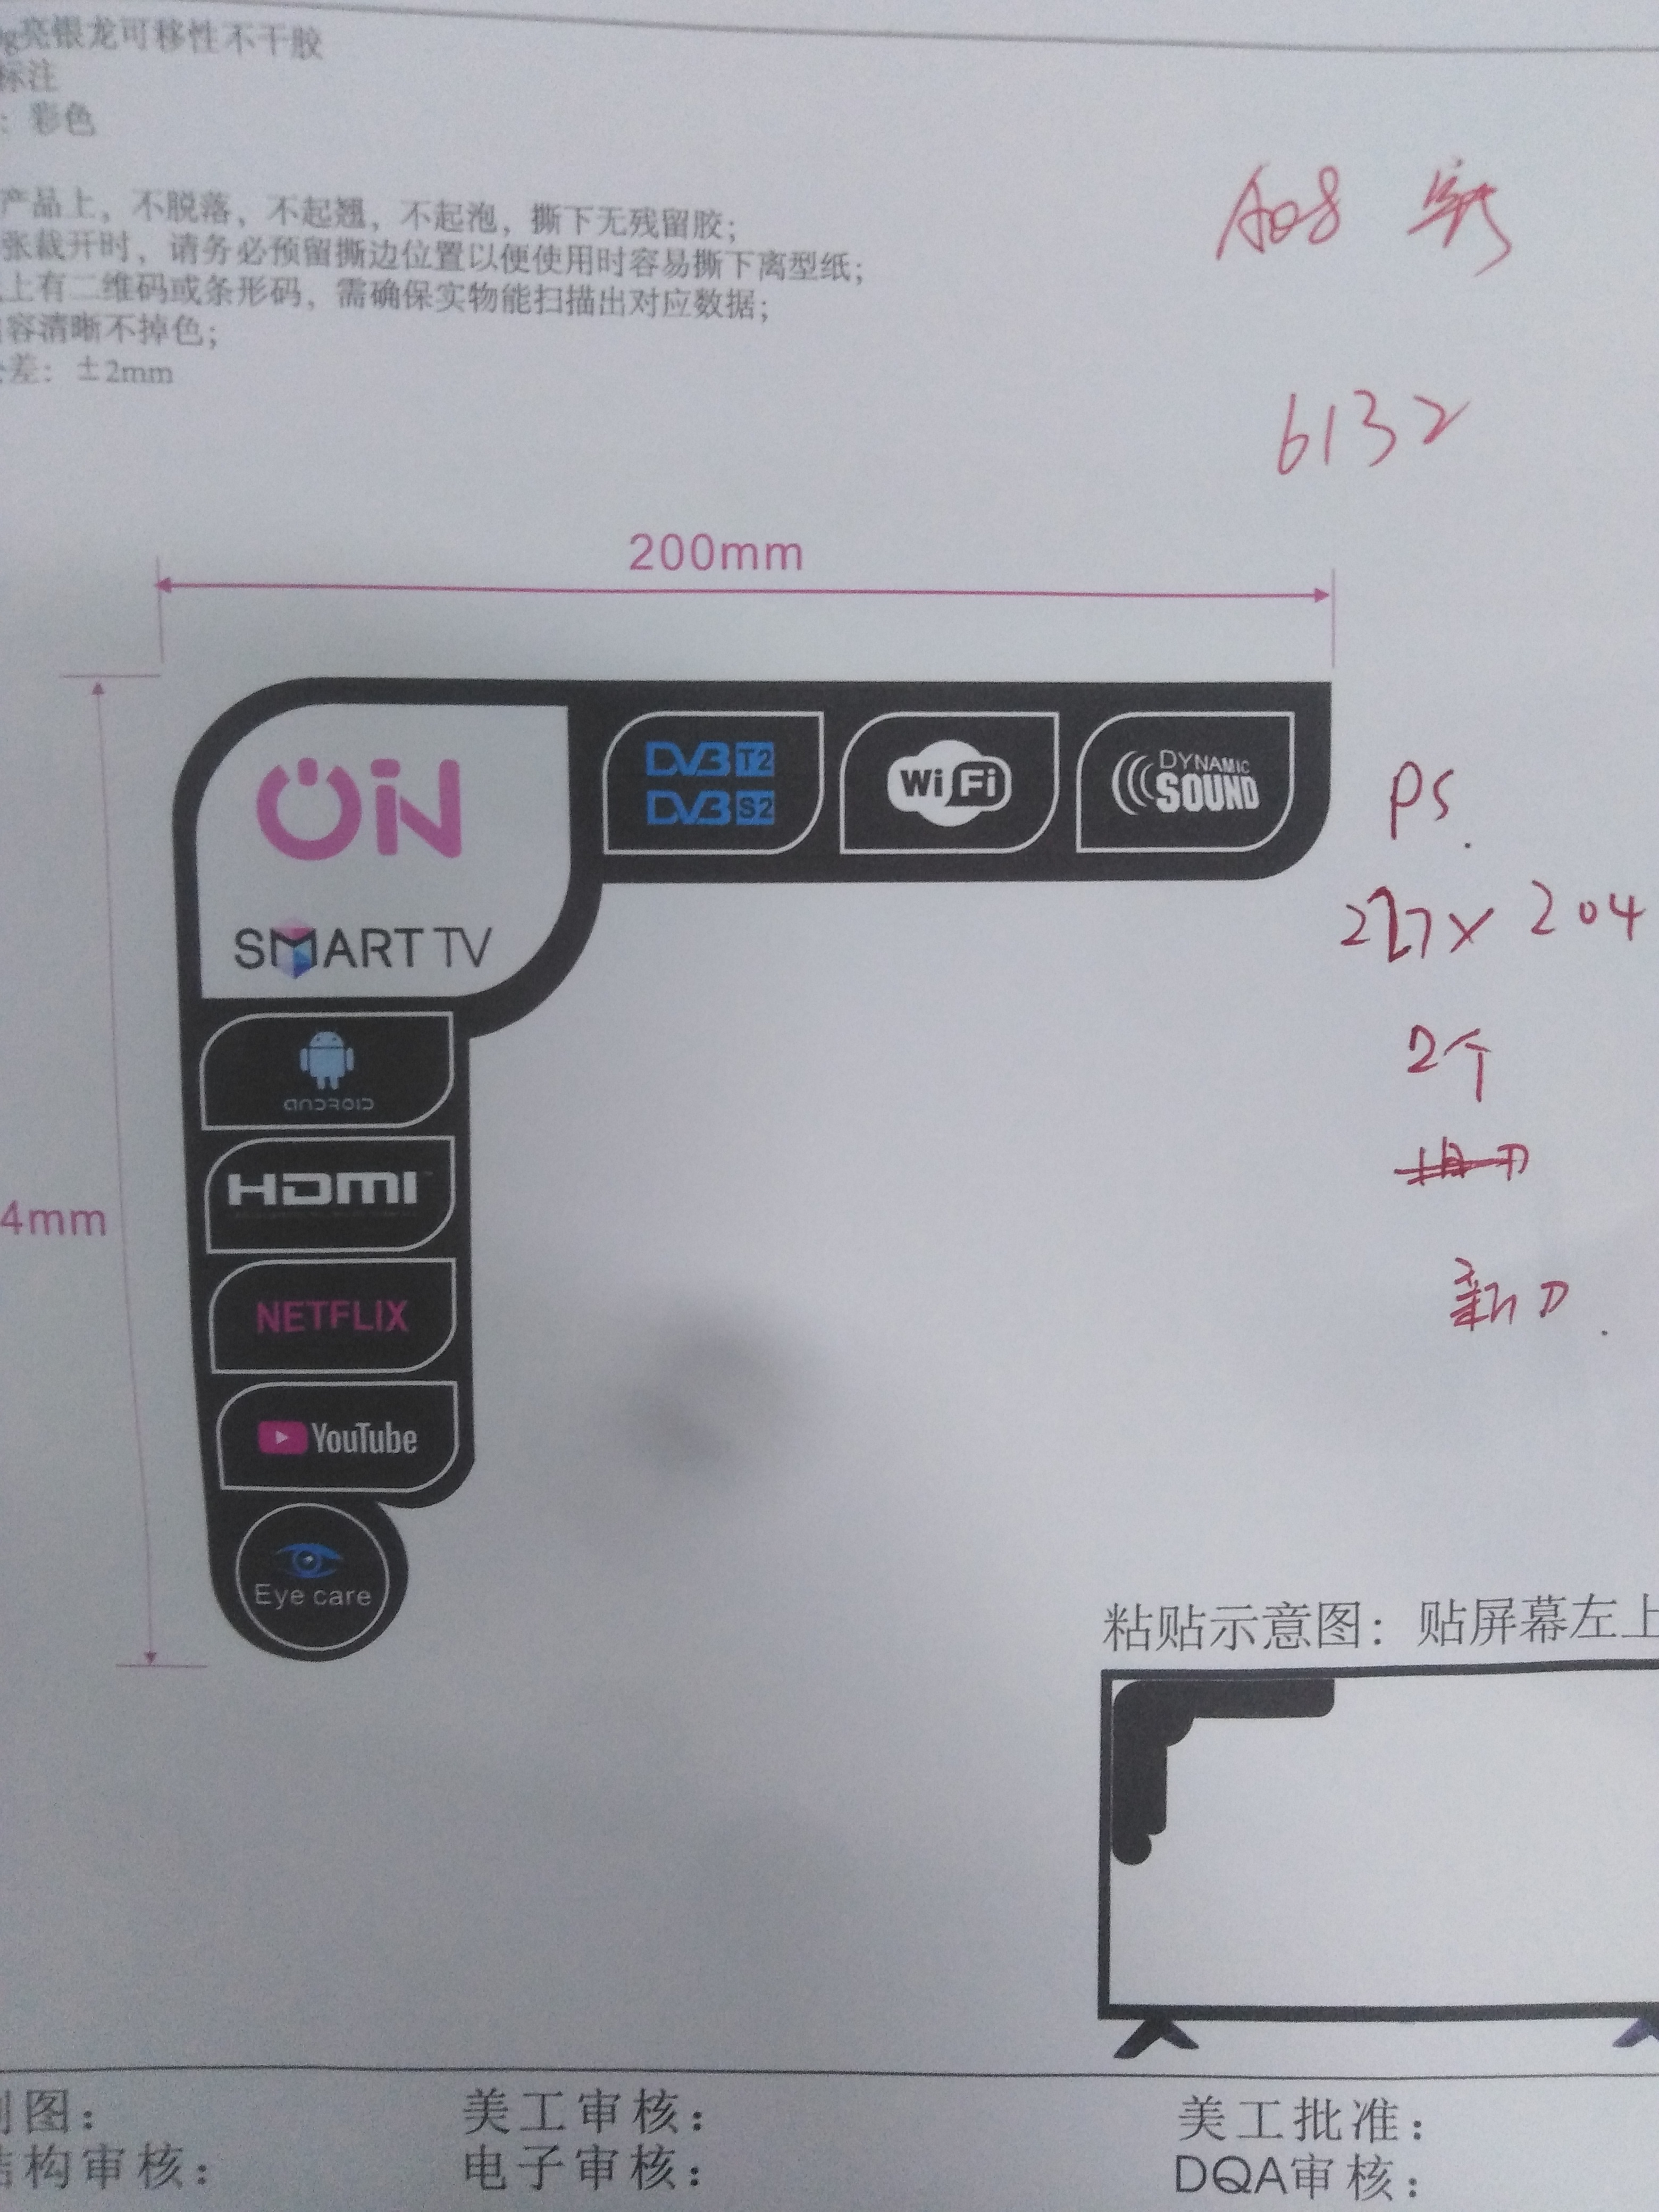 g亮银龙可移性不干胶
标注
：彩色
产品上，不脱落，不起翘，不起泡，撕下无残留胶；
张裁开时，请务必预留撕边位置以便使用时容易撕下离型纸；
上有二维码或条形码，需确保实物能扫描出对应数据；
容清晰不掉色；
差：±2mm
A08
6132
200mm
ON
SMART TV
DVB T2
DVB S2
Wi Fi
DYNAMIC
SOUND
PS.
227× 204
2个
新刀.
ANDROID
HDMI
4mm
NETFLIX
YouTube
Eye care
粘贴示意图：贴屏幕左上
图：
美工审核：
美工批准：
结构审核：
电子审核：
DQA审核：